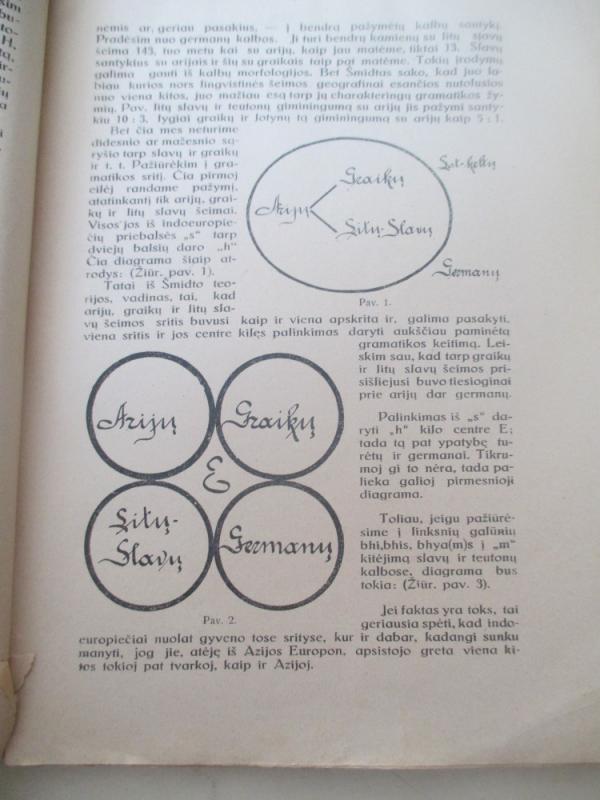 nėmis ar, geriau pasakius, — į bendrą pažymėtų kalbų santykį.
Pradėsim nuo germanų kalbos. Ji turi bendrų kamienų su litų slavų
šeima 143, tuo metu kai su arijų, kaip jau matėme, tiktai 13. Slavų
santykius su arijais ir šių su graikais taip pat matėme. Tokių įrodymų
galima gauti iš kalbų morfologijos. Bet Šmidtas sako, kad juo la-
biau kurios nors lingvistinės šeimos geografiniai esančios nutolusios
nuo viena kitos, juo mažiau esą tarp jų charakteringų gramatikos žy-
mių. Pav. litų slavų ir teutonų giminingumą su arijų jis pažymi santy-
kiu 10 : 3, lygiai graikų ir lotynų tą giminingumą su arijų kaip 5 : 1.
Bet čia mes neturime
didesnio ar mažesnio są-
ryšio tarp slavų ir graikų
ir t. t. Pažiūrėkim į gra-
matikos sritį. Čia pirmoj
eilėj randame pažymį,
atatinkantį tik arijų, grai-
kų ir litų slavų šeimai.
Visos jos iš indoeuropie-
čių priebalsės „s" tarp
dviejų balsių daro „h"
Čia diagrama šiaip at-
rodys: (Žiūr. pav. 1).
Tatai iš Šmidto teo-
rijos, vadinas, tai, kad
arijų, graikų ir litų sla-
Arijų
Graikų
Litų-Slavų
Lot-keltų
Germanų
Pav. 1.
vų šeimos sritis buvusi kaip ir viena apskrita ir, galima pasakyti,
viena sritis ir jos centre kilęs palinkimas daryti aukščiau paminėtą
gramatikos keitimą. Lei-
skim sau, kad tarp graikų
ir litų slavų šeimos pri-
sišliejusi buvo tiesioginai
prie arijų dar germanų.
Palinkimas iš „s" da-
ryti „h" kilo centre E;
tada tą pat ypatybę tu-
rėtų ir germanai. Tikru-
moj gi to nėra, tada pa-
lieka galioj pirmesnioji
diagrama.
Toliau, jeigu pažiūrė-
sime į linksnių galūnių
bhi,bhis, bhya(m)s į „m"
kitėjimą slavų ir teutonų
kalbose, diagrama bus
tokia: (Žiūr. pav. 3).
Arijų
Graikų
E
Litų-
Slavų
Germanų
Pav. 2.
Jei faktas yra toks, tai
geriausia spėti, kad indo-
europiečiai nuolat gyveno tose srityse, kur ir dabar, kadangi sunku
manyti, jog jie, atėję iš Azijos Europon, apsistojo greta viena ki-
tos tokioj pat tvarkoj, kaip ir Azijoj.